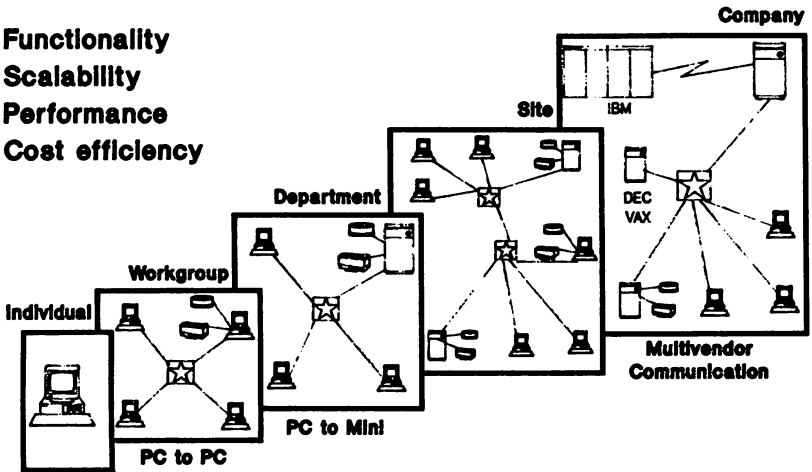 Functionality
Scalability
Performance
Cost efficiency
Company
IBM
Site
DEC
VAX
Department
Workgroup
Individual
Multivendor
Communication
PC to Mini
PC to PC